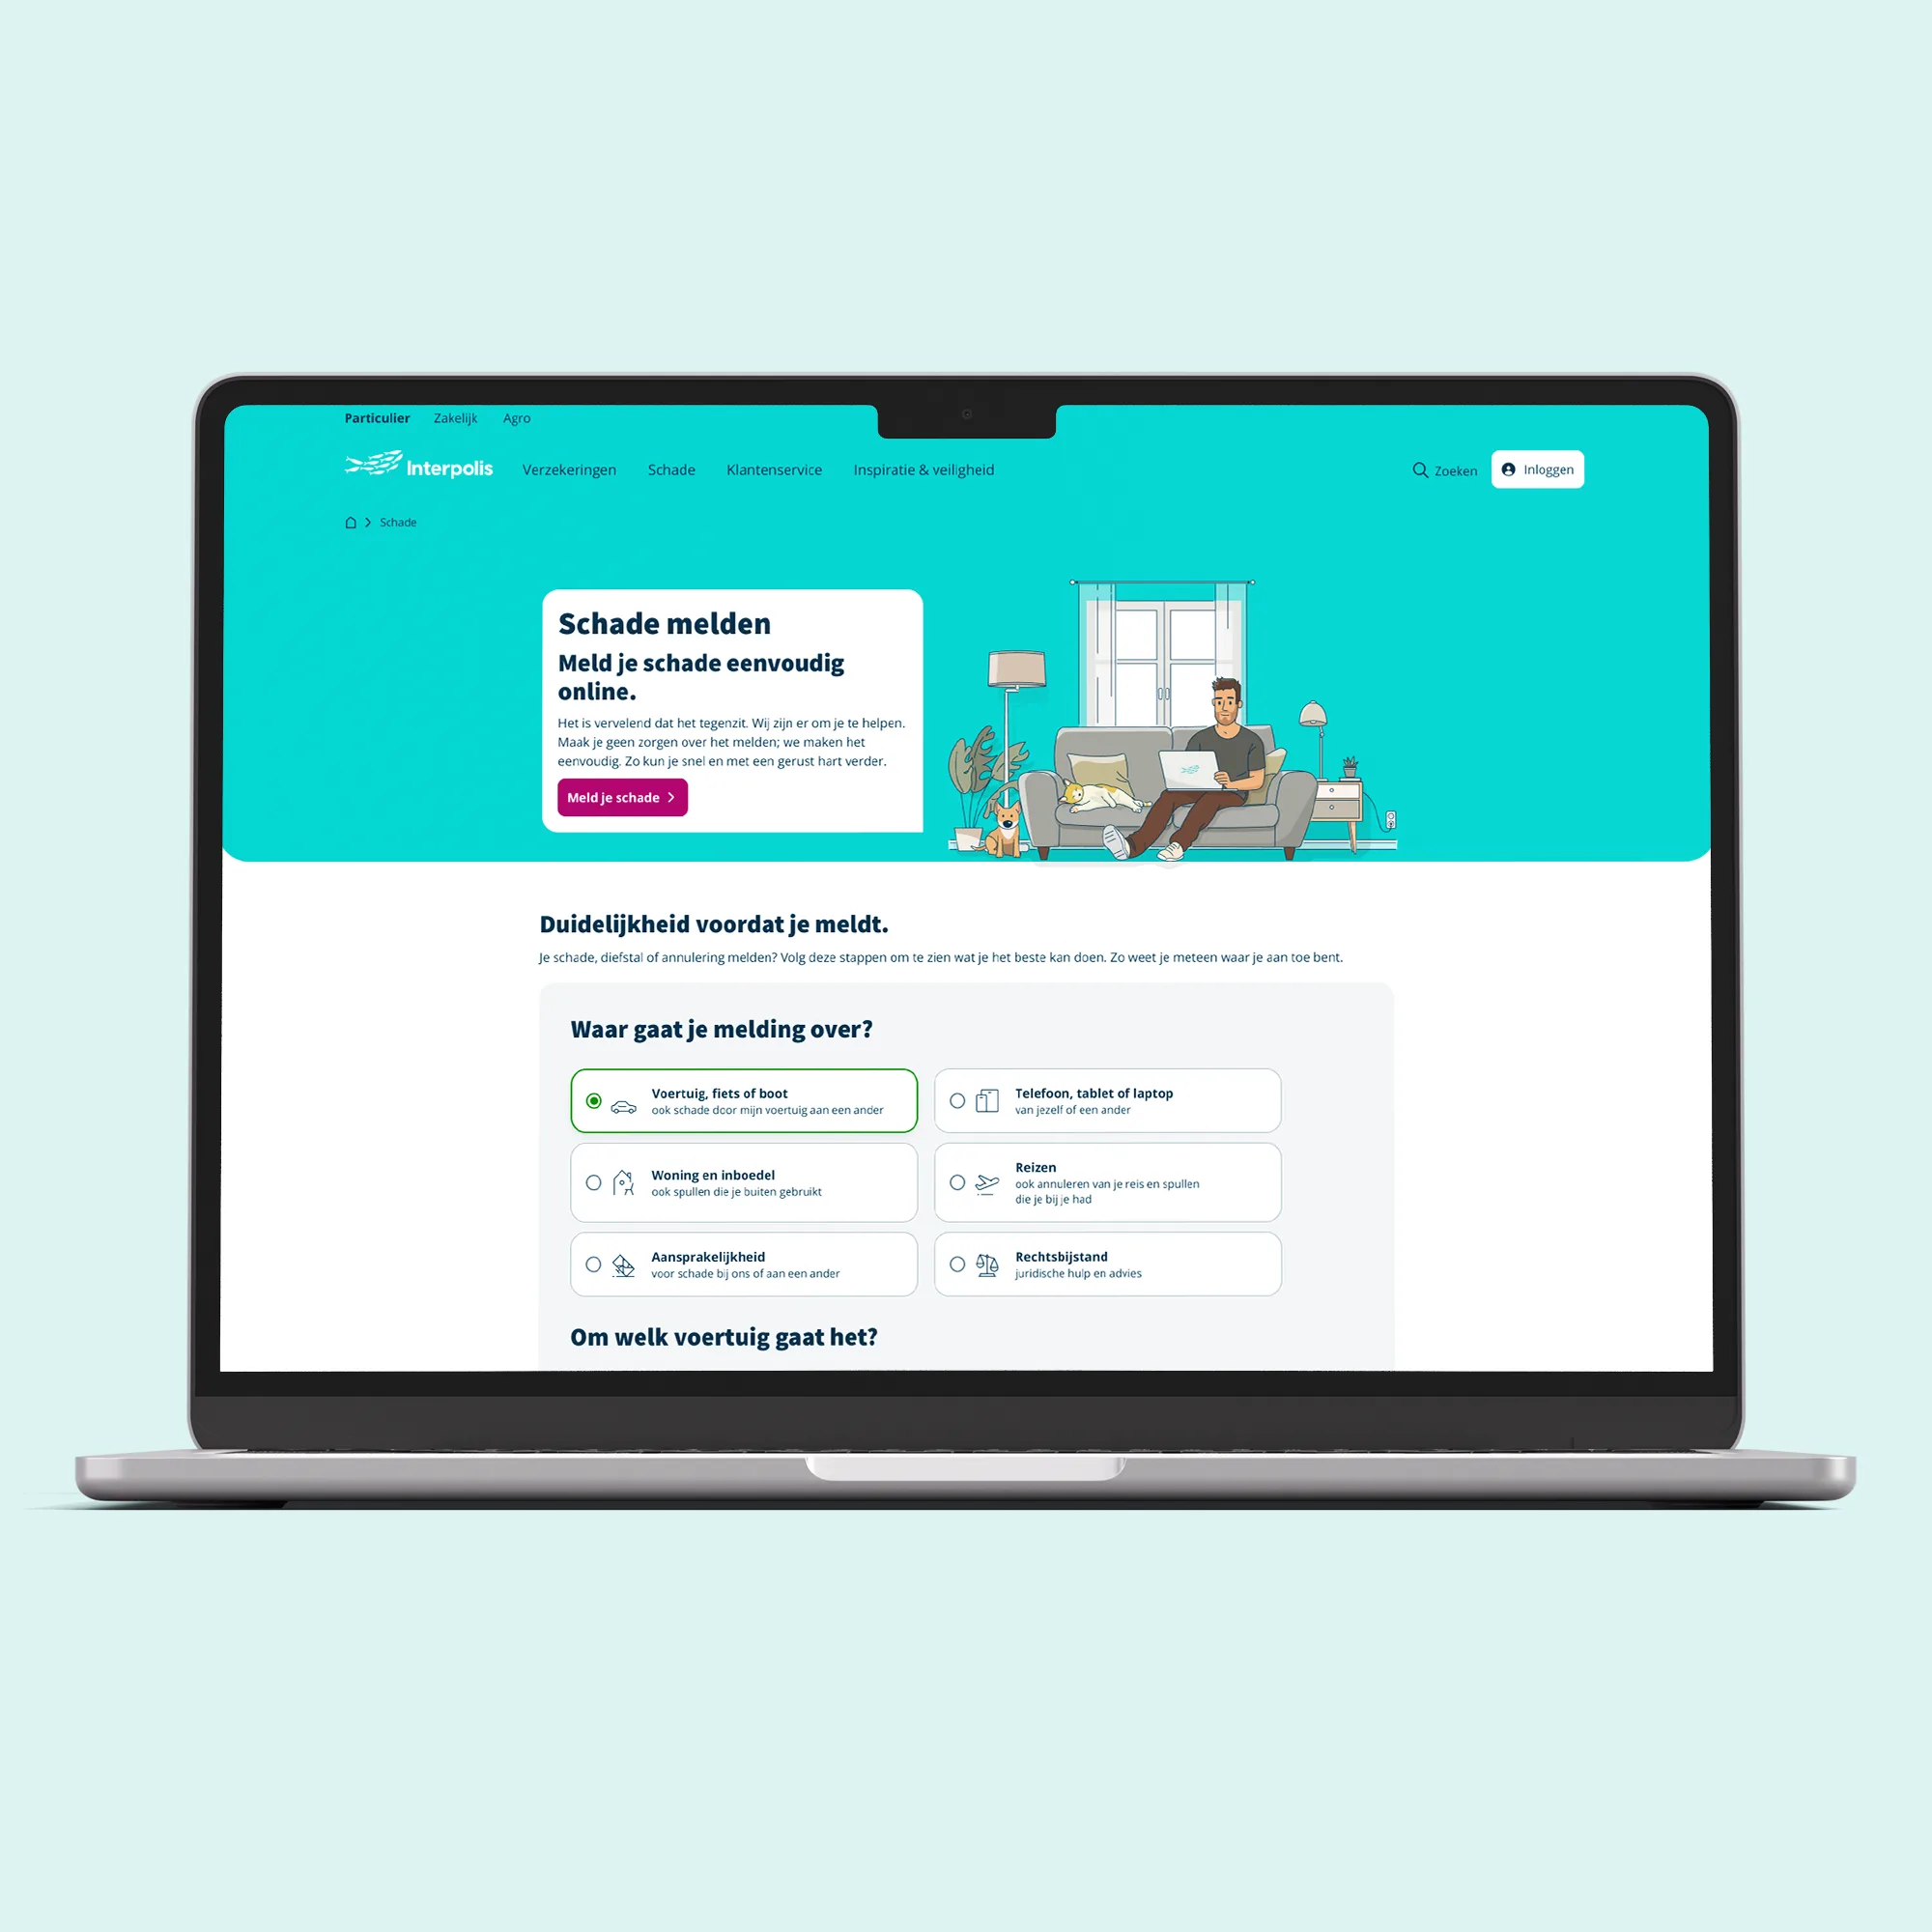 Particulier Zakelijk Agro
Interpolis Verzekeringen Schade Klantenservice Inspiratie & veiligheid Zoeken Inloggen
Schade
Schade melden
Meld je schade eenvoudig
online.
Het is vervelend dat het tegenzit. Wij zijn er om je te helpen.
Maak je geen zorgen over het melden; we maken het
eenvoudig. Zo kun je snel en met een gerust hart verder.
Meld je schade
Duidelijkheid voordat je meldt.
Je schade, diefstal of annulering melden? Volg deze stappen om te zien wat je het beste kan doen. Zo weet je meteen waar je aan toe bent.
Waar gaat je melding over?
Voertuig, fiets of boot
ook schade door mijn voertuig aan een ander
Telefoon, tablet of laptop
van jezelf of een ander
Woning en inboedel
ook spullen die je buiten gebruikt
Reizen
ook annuleren van je reis en spullen
die je bij je had
Aansprakelijkheid
voor schade bij ons of aan een ander
Rechtsbijstand
juridische hulp en advies
Om welk voertuig gaat het?